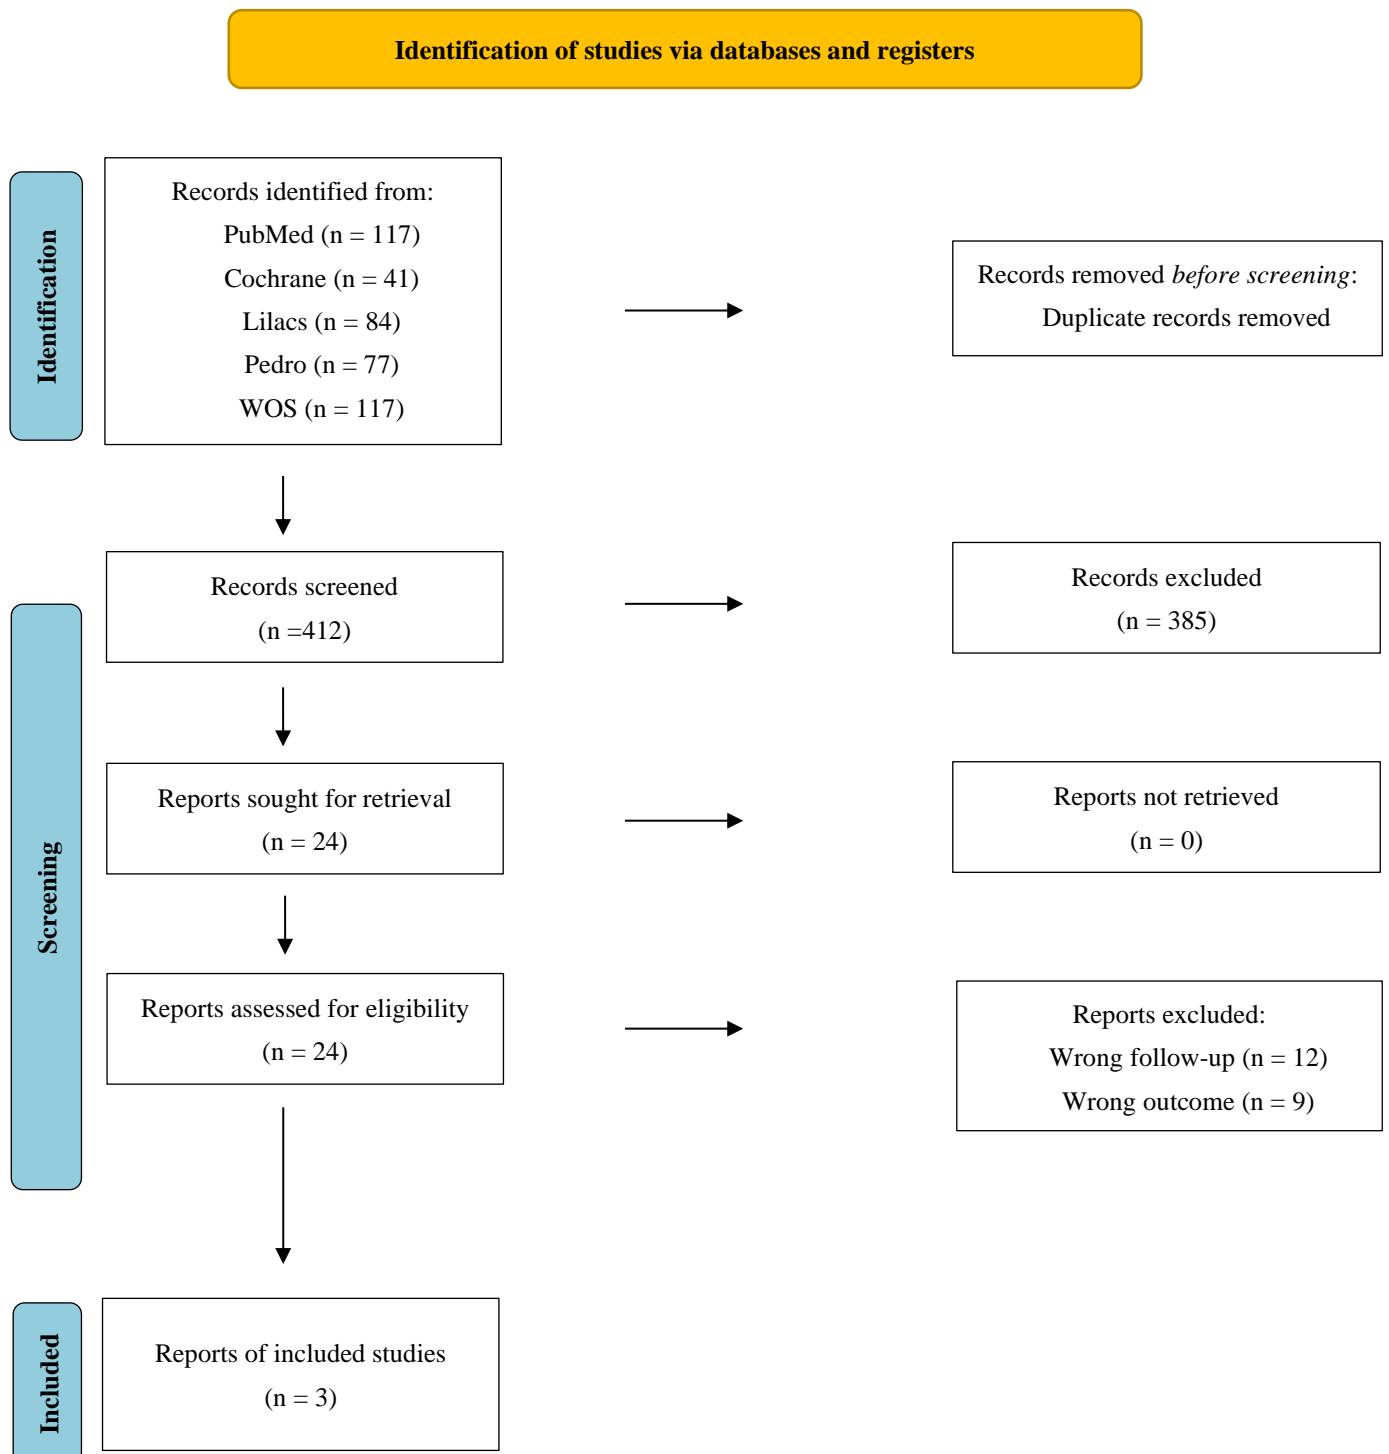 Identification of studies via databases and registers
Identification
Records identified from:
PubMed (n = 117)
Cochrane (n = 41)
Lilacs (n = 84)
Pedro (n = 77)
WOS (n = 117)
Records removed before screening:
Duplicate records removed
Screening
Records screened
(n =412)
Records excluded
(n = 385)
Reports sought for retrieval
(n = 24)
Reports not retrieved
(n = 0)
Reports assessed for eligibility
(n = 24)
Reports excluded:
Wrong follow-up (n = 12)
Wrong outcome (n = 9)
Included
Reports of included studies
(n = 3)